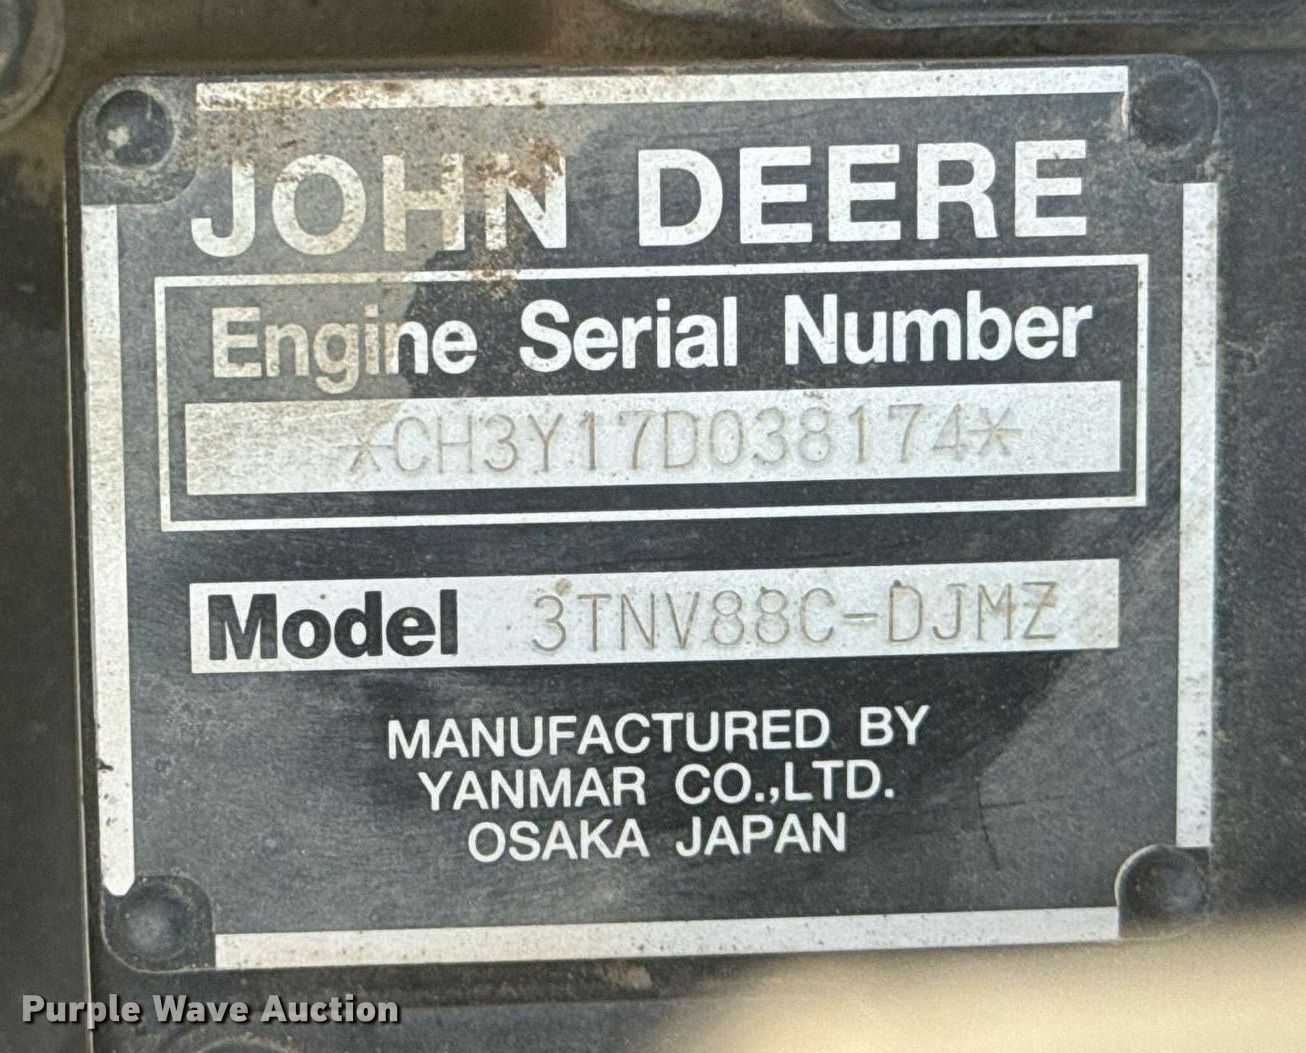 JOHN DEERE
Engine Serial Number
*CH3Y17D038174*
Model 3TNV88C-DJMZ
MANUFACTURED BY
YANMAR CO.,LTD.
OSAKA JAPAN
Purple Wave Auction